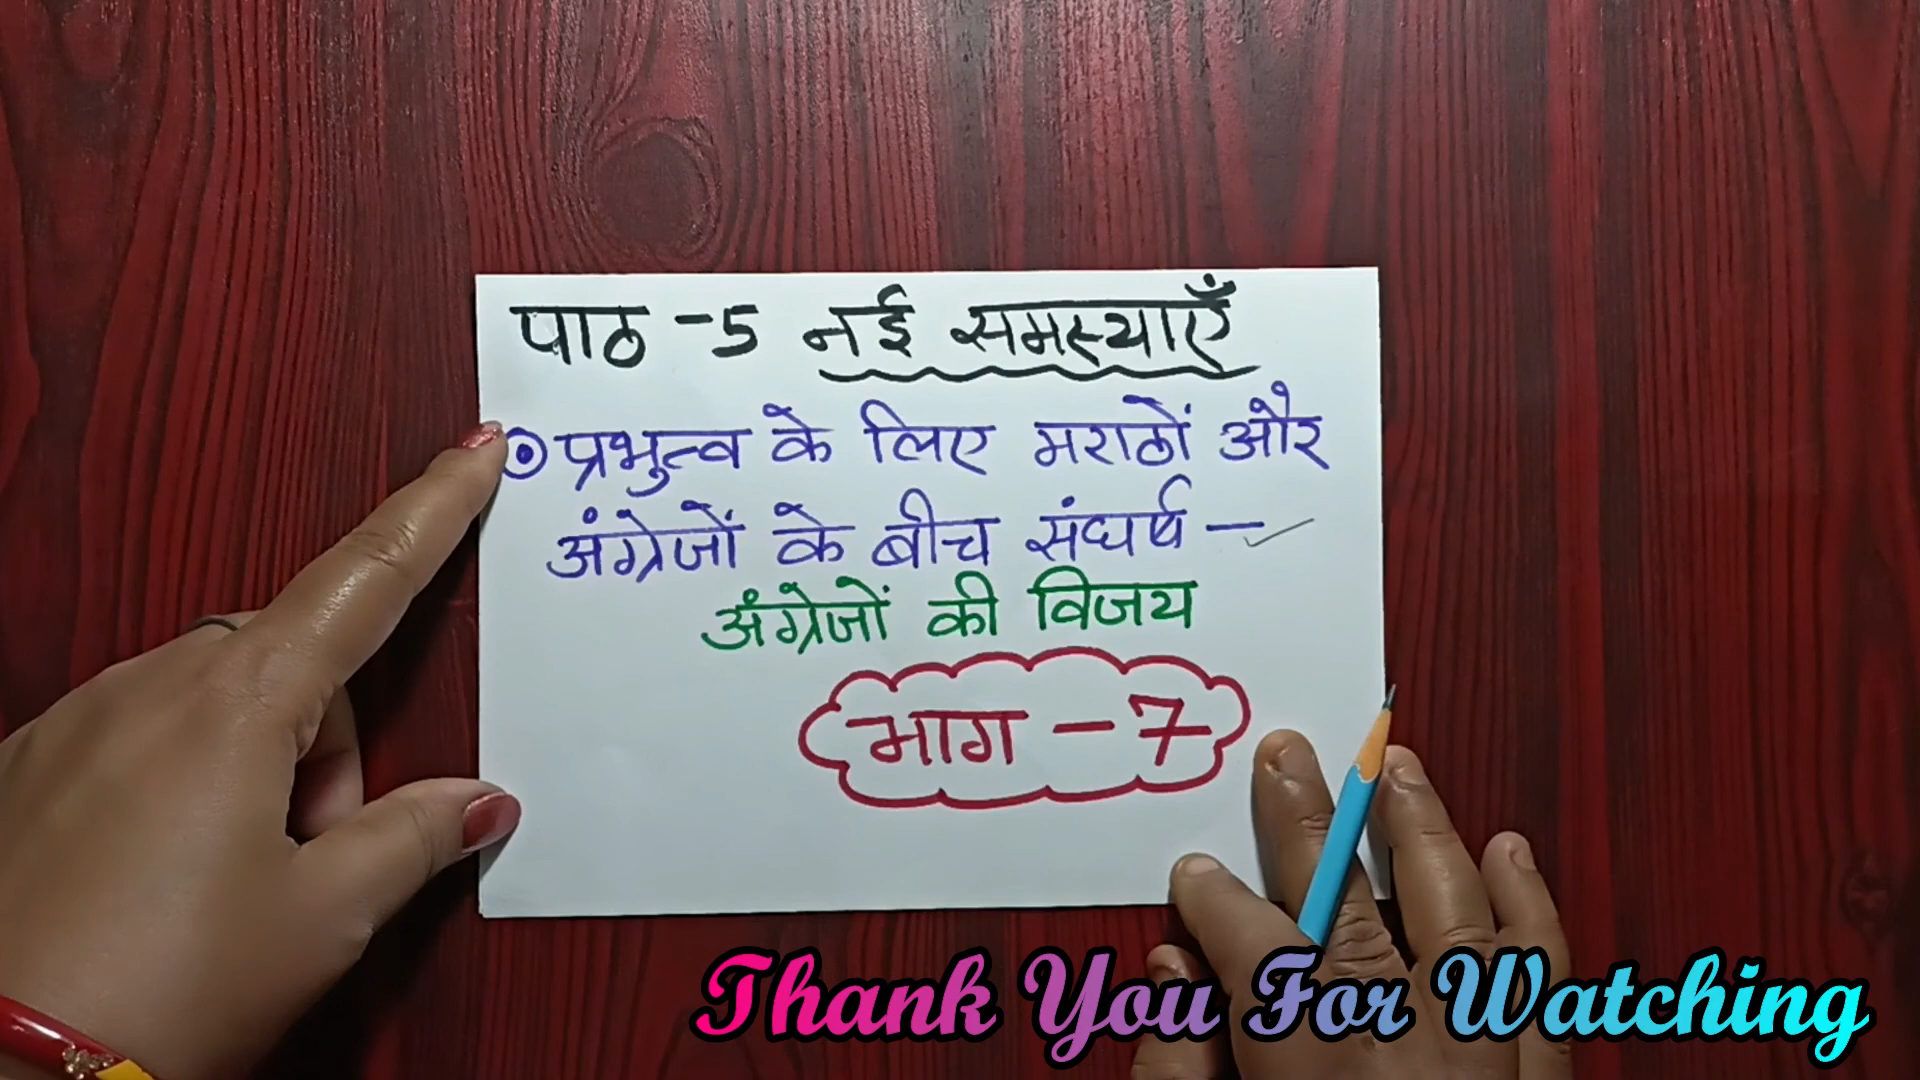 पाठ -5 नई समस्याएँ
प्रभुत्व के लिए मराठों और
अंग्रेजों के बीच संघर्ष –
अंग्रेजों की विजय
भाग - 7
Thank You For Watching